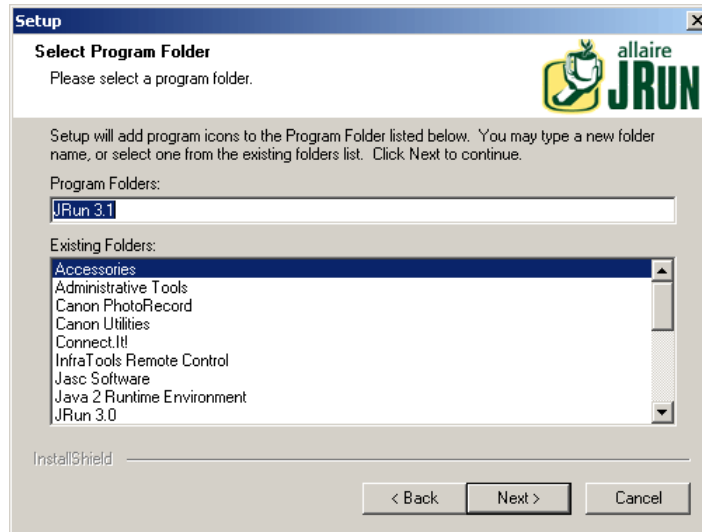 Setup
Select Program Folder
Please select a program folder.
allaire
JRUN
Setup will add program icons to the Program Folder listed below.  You may type a new folder
name, or select one from the existing folders list.  Click Next to continue.
Program Folders:
JRun 3.1
Existing Folders:
Accessories
Administrative Tools
Canon PhotoRecord
Canon Utilities
Connect.It!
InfraTools Remote Control
Jasc Software
Java 2 Runtime Environment
JRun 3.0
InstallShield
< Back
Next >
Cancel